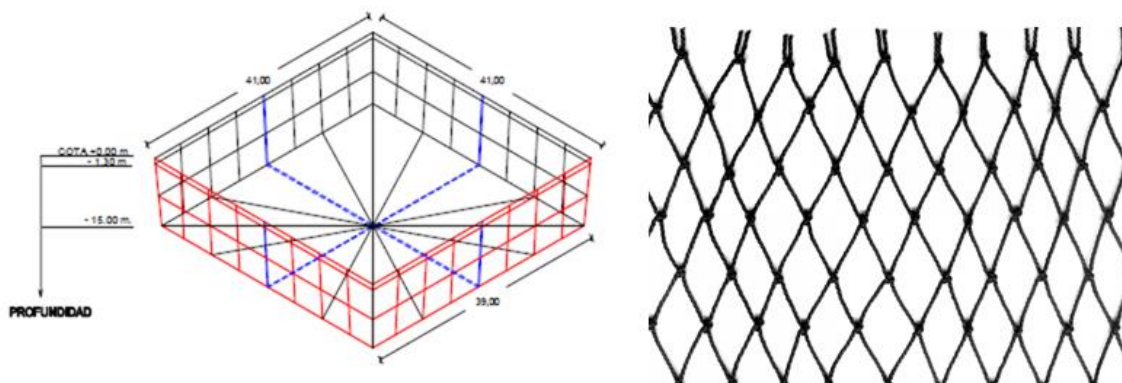 41,00
41,00
COTA +0.00 m.
- 1.30 m.
- 15.00 m.
39,00
PROFUNDIDAD